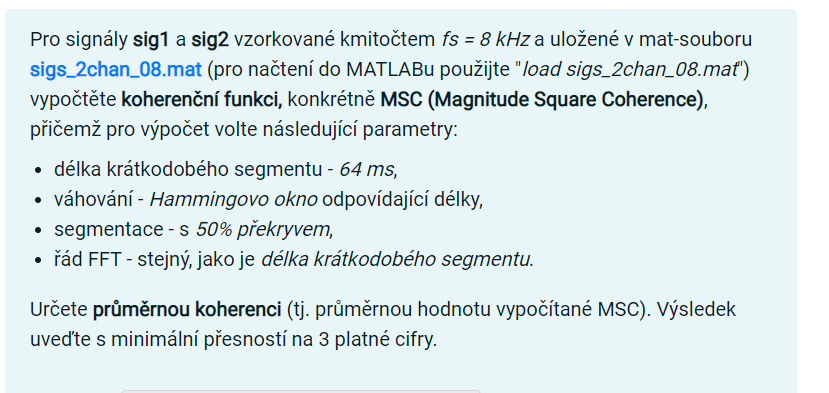 Pro signály sig1 a sig2 vzorkované kmitočtem fs = 8 kHz a uložené v mat-souboru
sigs_2chan_08.mat (pro načtení do MATLABu použijte "load sigs_2chan_08.mat")
vypočtěte koherenční funkci, konkrétně MSC (Magnitude Square Coherence),
přičemž pro výpočet volte následující parametry:
• délka krátkodobého segmentu - 64 ms,
• váhování - Hammingovo okno odpovídající délky,
• segmentace - s 50% překryvem,
• řád FFT - stejný, jako je délka krátkodobého segmentu.
Určete průměrnou koherenci (tj. průměrnou hodnotu vypočítané MSC). Výsledek
uveďte s minimální přesností na 3 platné cifry.